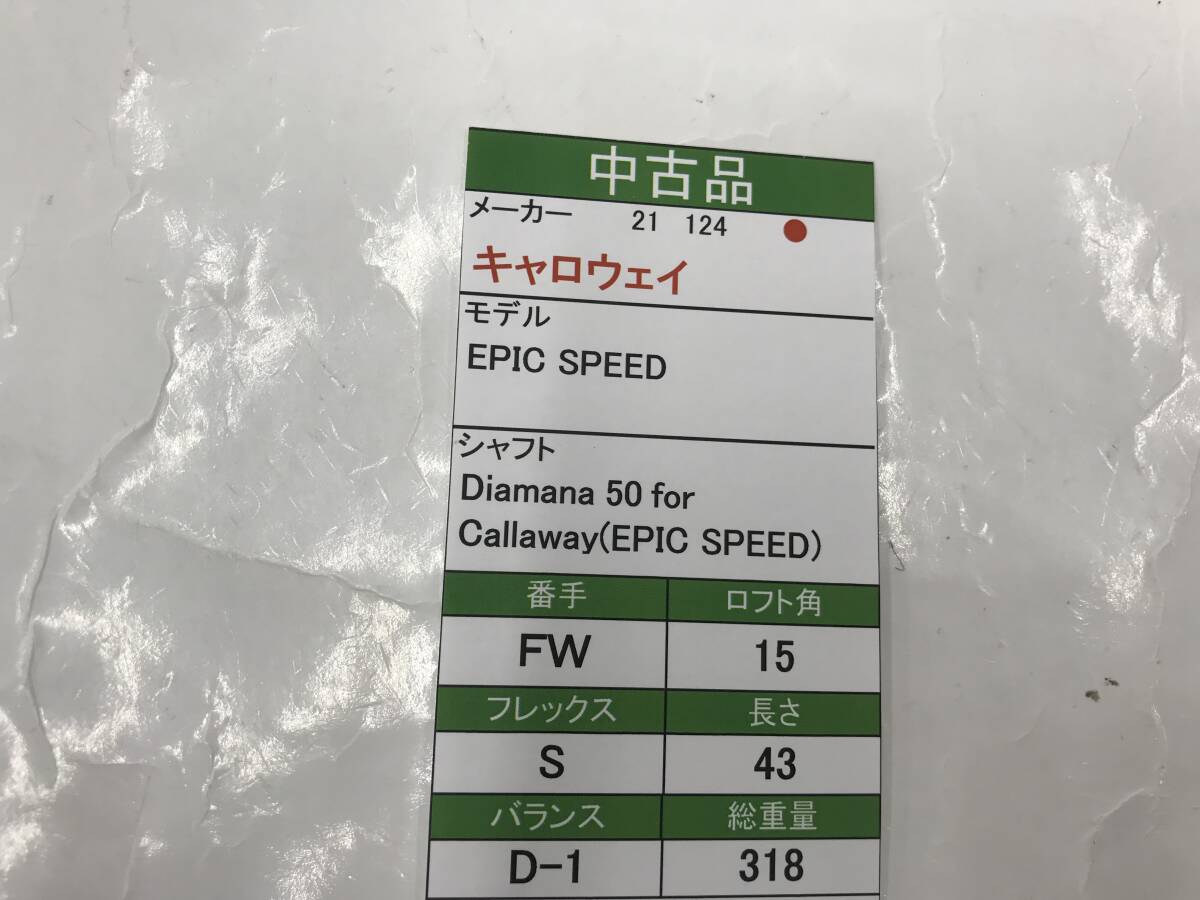 中古品
メーカー 21 124
キャロウェイ
モデル
EPIC SPEED
シャフト
Diamana 50 for
Callaway(EPIC SPEED)
番手 ロフト角
FW 15
フレックス 長さ
S 43
バランス 総重量
D-1 318